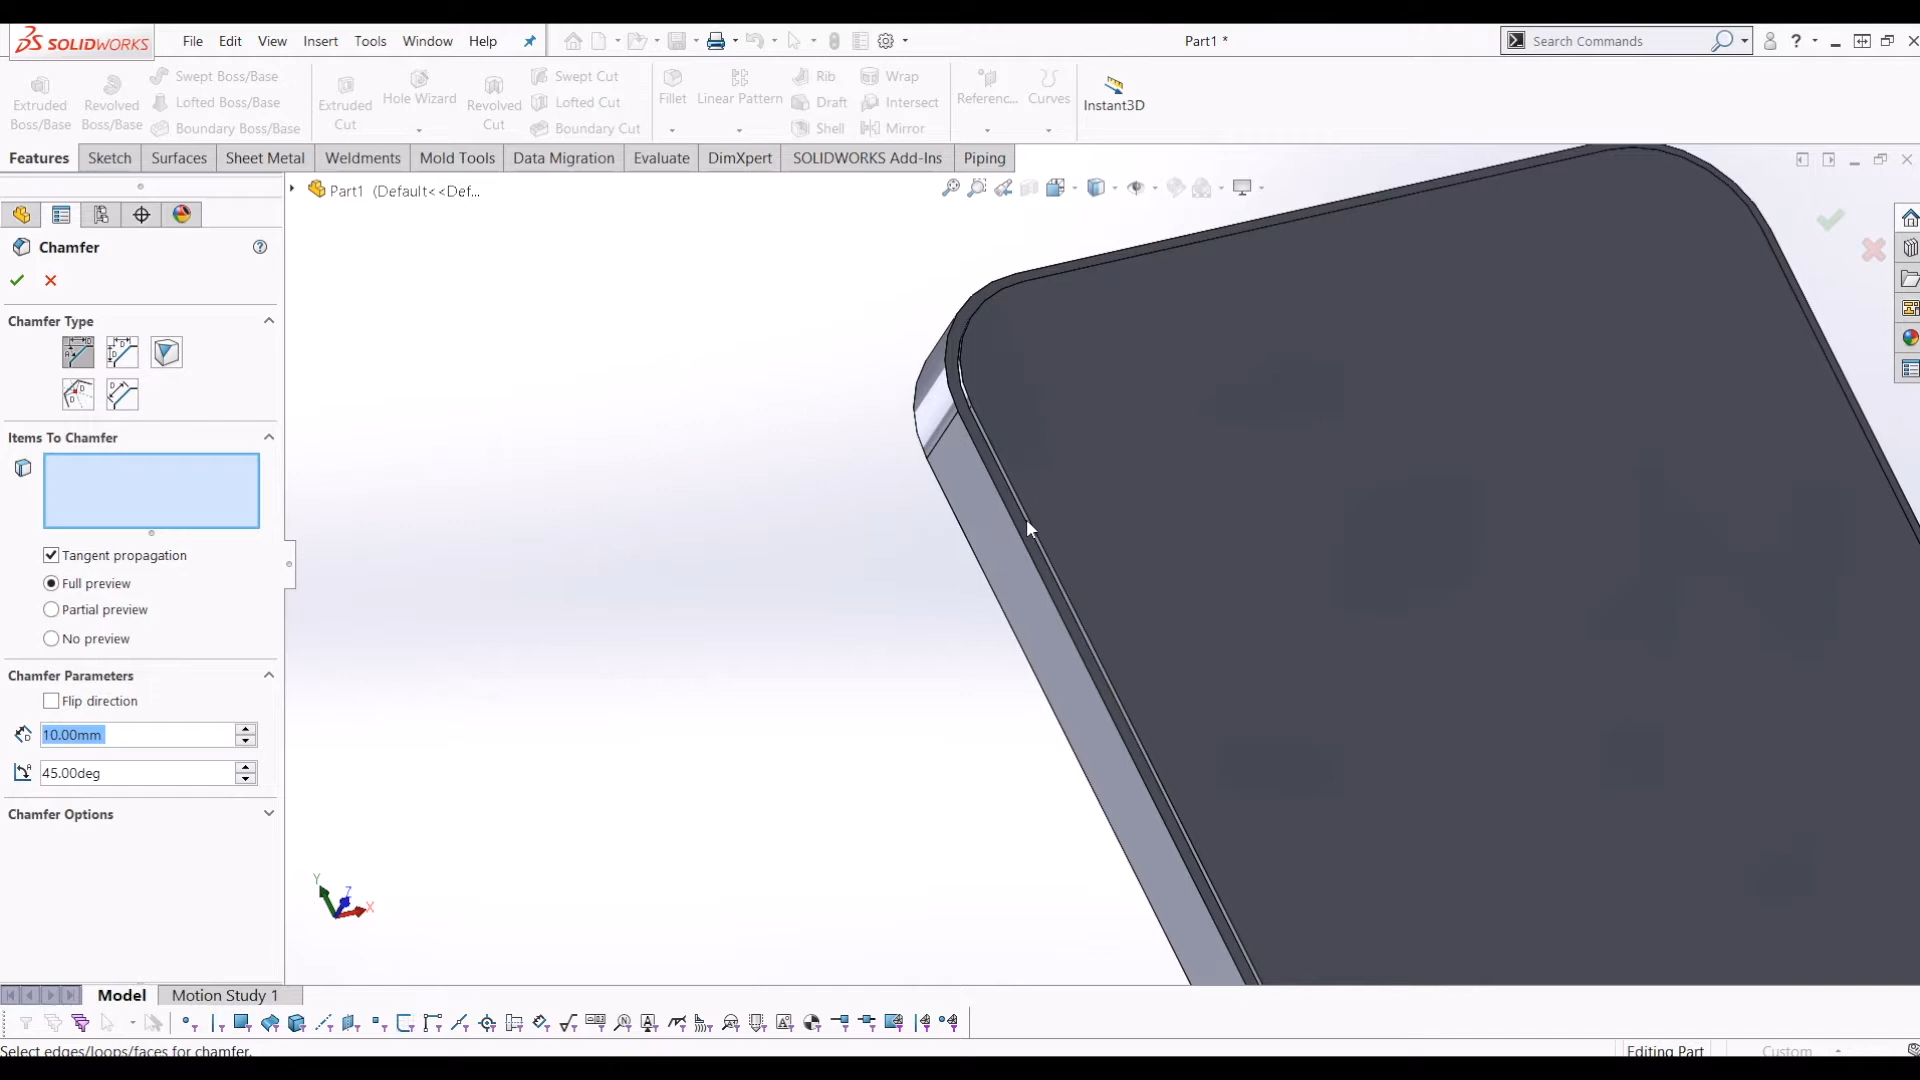 SOLIDWORKS
File Edit View Insert Tools Window Help
Part1 *
Search Commands
Extruded Boss/Base
Revolved Boss/Base
Swept Boss/Base
Lofted Boss/Base
Boundary Boss/Base
Extruded Cut
Hole Wizard
Revolved Cut
Swept Cut
Lofted Cut
Boundary Cut
Fillet
Linear Pattern
Rib
Draft
Shell
Wrap
Intersect
Mirror
Referenc...
Curves
Instant3D
Features Sketch Surfaces Sheet Metal Weldments Mold Tools Data Migration Evaluate DimXpert SOLIDWORKS Add-Ins Piping
Part1 (Default<<Def...
Chamfer
Chamfer Type
Items To Chamfer
Tangent propagation
Full preview
Partial preview
No preview
Chamfer Parameters
Flip direction
10.00mm
45.00deg
Chamfer Options
Y
Z
X
Model Motion Study 1
Select edges/loops/faces for chamfer.
Editing Part
Custom